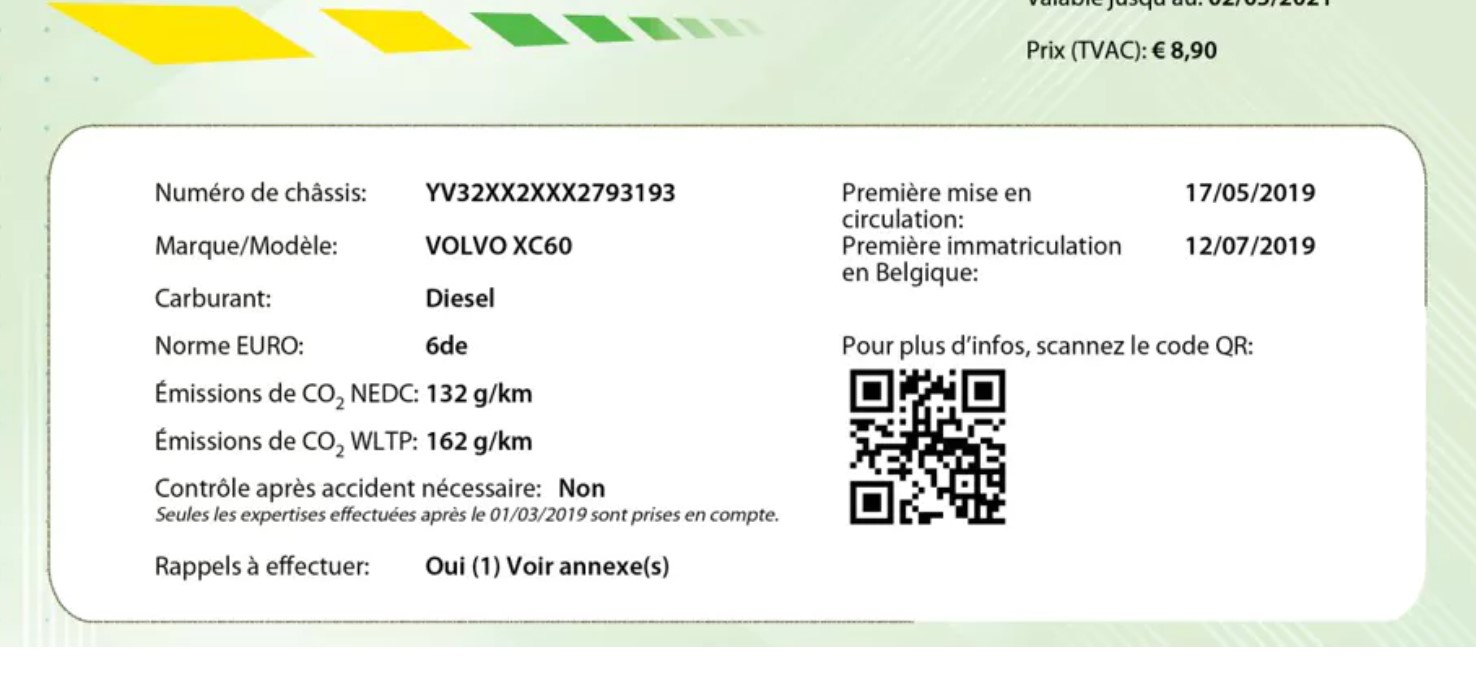 Valable jusqu'au: 02/05/2021
Prix (TVAC): € 8,90
Numéro de châssis: YV32XX2XXX2793193
Marque/Modèle: VOLVO XC60
Carburant: Diesel
Norme EURO: 6de
Émissions de CO₂ NEDC: 132 g/km
Émissions de CO₂ WLTP: 162 g/km
Contrôle après accident nécessaire: Non
Seules les expertises effectuées après le 01/03/2019 sont prises en compte.
Rappels à effectuer: Oui (1) Voir annexe(s)
Première mise en 17/05/2019
circulation:
Première immatriculation 12/07/2019
en Belgique:
Pour plus d'infos, scannez le code QR: